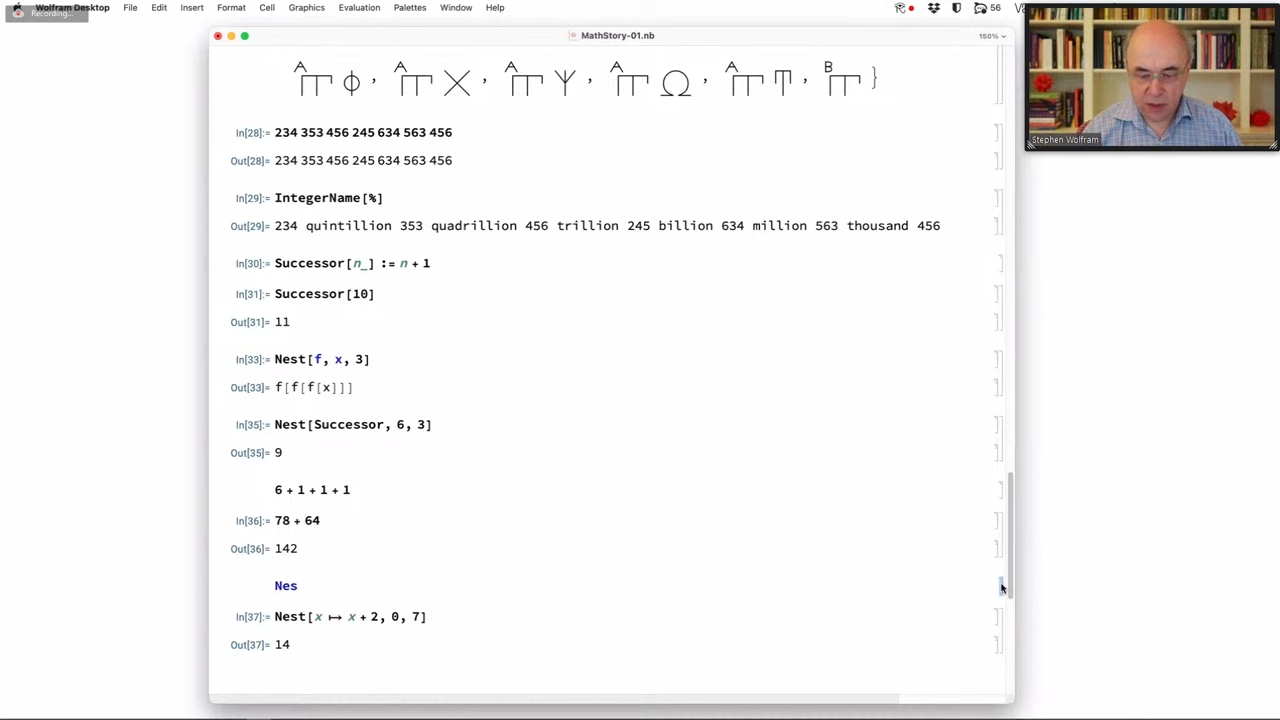 Wolfram Desktop File Edit Insert Format Cell Graphics Evaluation Palettes Window Help 56
Recording...
MathStory-01.nb
150%
Stephen Wolfram
A Φ , A X , A Ψ , A Ω , A , B }
In[28]:= 234 353 456 245 634 563 456
Out[28]= 234 353 456 245 634 563 456
In[29]:= IntegerName[%]
Out[29]= 234 quintillion 353 quadrillion 456 trillion 245 billion 634 million 563 thousand 456
In[30]:= Successor[n_] := n + 1
In[31]:= Successor[10]
Out[31]= 11
In[33]:= Nest[f, x, 3]
Out[33]= f[f[f[x]]]
In[35]:= Nest[Successor, 6, 3]
Out[35]= 9
6 + 1 + 1 + 1
In[36]:= 78 + 64
Out[36]= 142
Nes
In[37]:= Nest[x ↦ x + 2, 0, 7]
Out[37]= 14